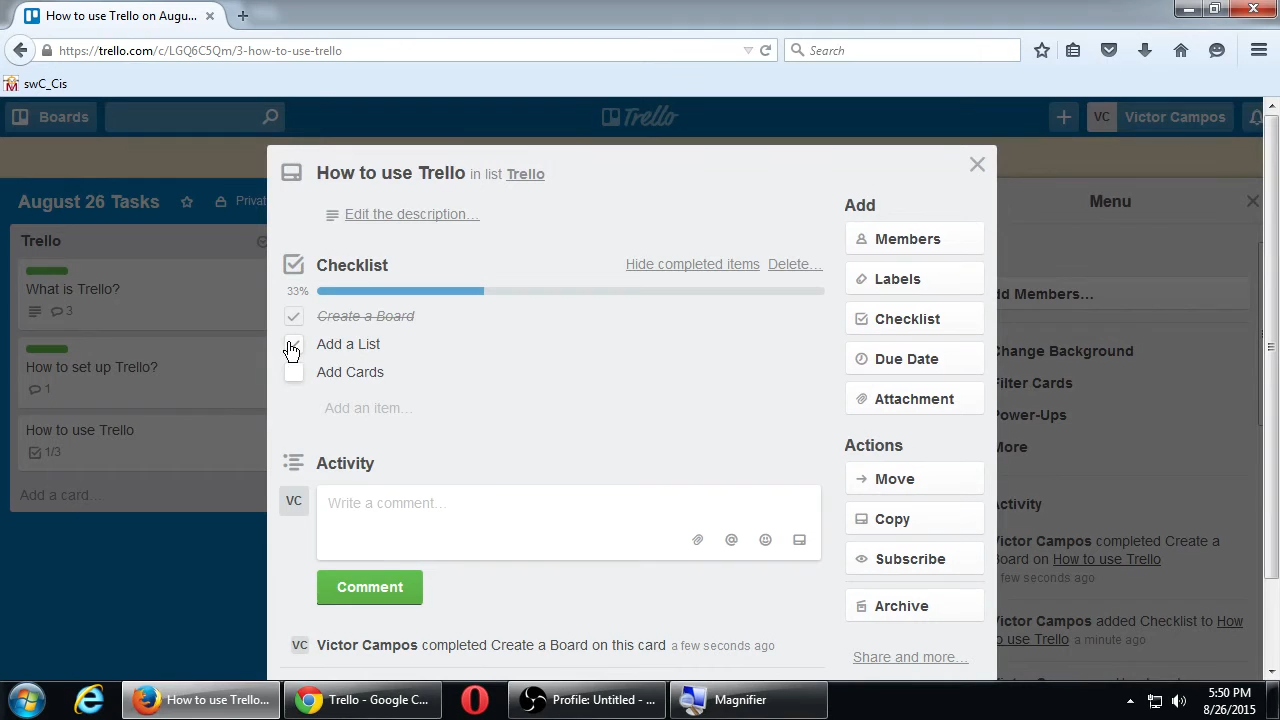 How to use Trello on Augu...
https://trello.com/c/LGQ6C5Qm/3-how-to-use-trello
Search
swC_Cis
Boards
Trello
VC
Victor Campos
August 26 Tasks
Priva
Menu
Trello
What is Trello?
3
How to set up Trello?
1
How to use Trello
1/3
Add a card…
How to use Trello in list Trello
Edit the description…
Checklist
Hide completed items
Delete…
33%
Create a Board
Add a List
Add Cards
Add an item…
Activity
VC
Write a comment…
Comment
VC
Victor Campos completed Create a Board on this card a few seconds ago
Add
Members
Labels
Checklist
Due Date
Attachment
Actions
Move
Copy
Subscribe
Archive
Share and more…
dd Members…
Change Background
Filter Cards
Power-Ups
More
Activity
Victor Campos completed Create a
Board on How to use Trello
few seconds ago
Victor Campos added Checklist to How
to use Trello a minute ago
How to use Trello...
Trello - Google C...
Profile: Untitled - ...
Magnifier
5:50 PM
8/26/2015